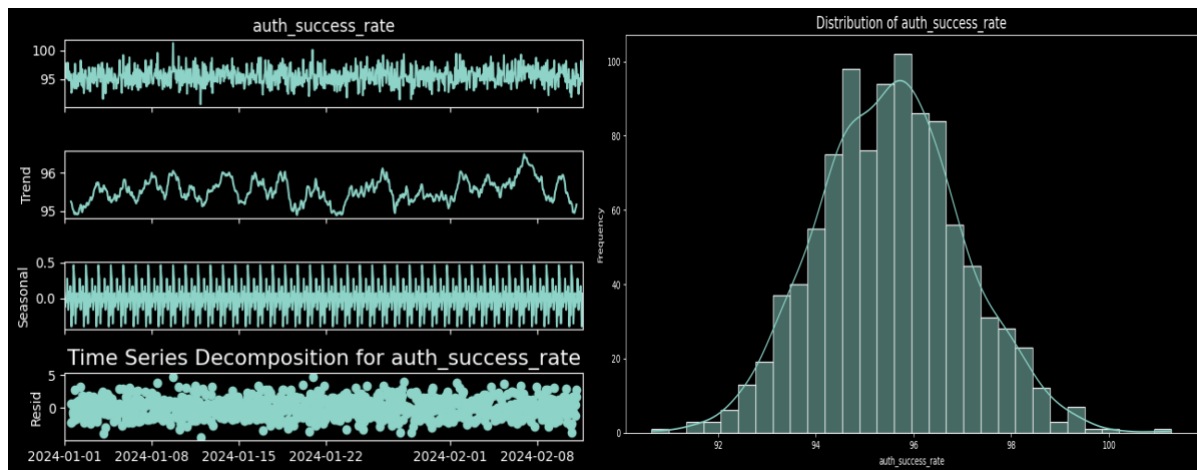 auth_success_rate
100
95
Trend
96
95
Seasonal
0.5
0.0
Time Series Decomposition for auth_success_rate
Resid
5
0
2024-01-01 2024-01-08 2024-01-15 2024-01-22 2024-02-01 2024-02-08
Distribution of auth_success_rate
Frequency
100
80
60
40
20
0
92 94 96 98 100
auth_success_rate